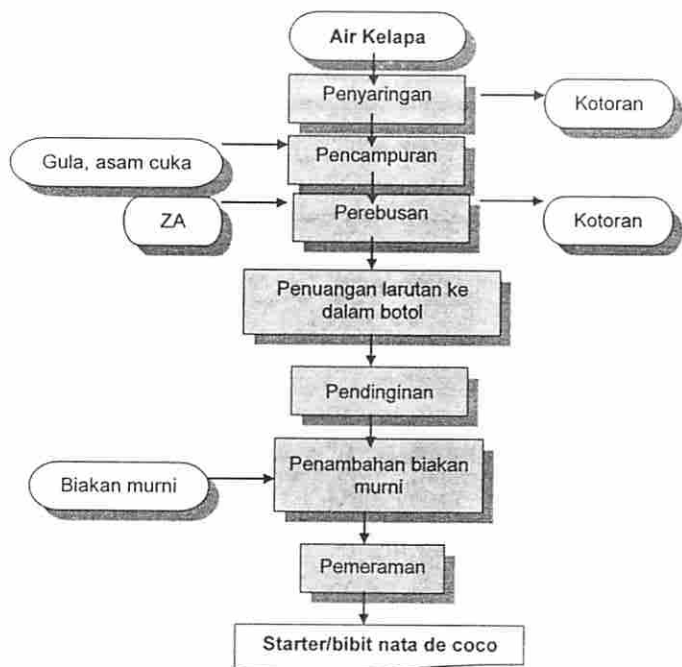 Air Kelapa
Penyaringan
Kotoran
Gula, asam cuka
Pencampuran
ZA
Perebusan
Kotoran
Penuangan larutan ke
dalam botol
Pendinginan
Biakan murni
Penambahan biakan
murni
Pemeraman
Starter/bibit nata de coco